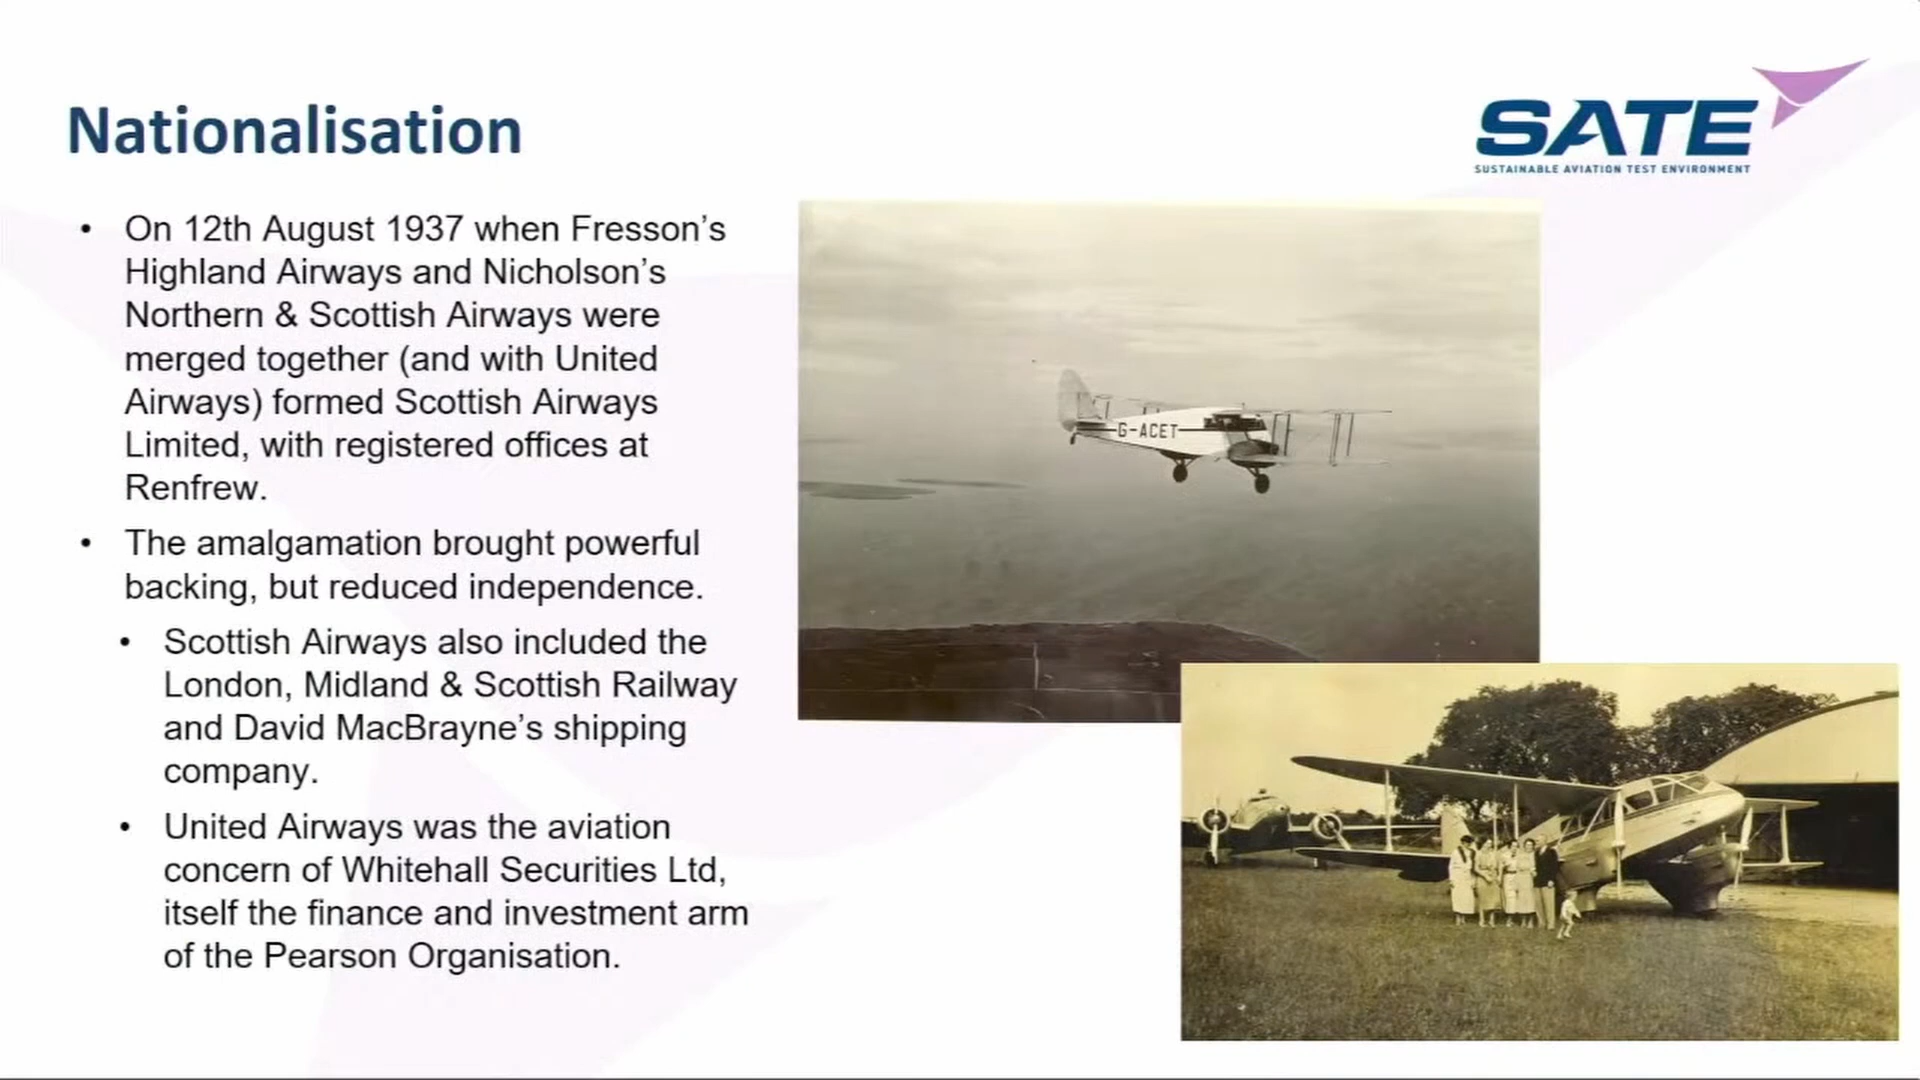 Nationalisation
SATE
SUSTAINABLE AVIATION TEST ENVIRONMENT
• On 12th August 1937 when Fresson’s
Highland Airways and Nicholson’s
Northern & Scottish Airways were
merged together (and with United
Airways) formed Scottish Airways
Limited, with registered offices at
Renfrew.
• The amalgamation brought powerful
backing, but reduced independence.
• Scottish Airways also included the
London, Midland & Scottish Railway
and David MacBrayne’s shipping
company.
• United Airways was the aviation
concern of Whitehall Securities Ltd,
itself the finance and investment arm
of the Pearson Organisation.
G-ACET